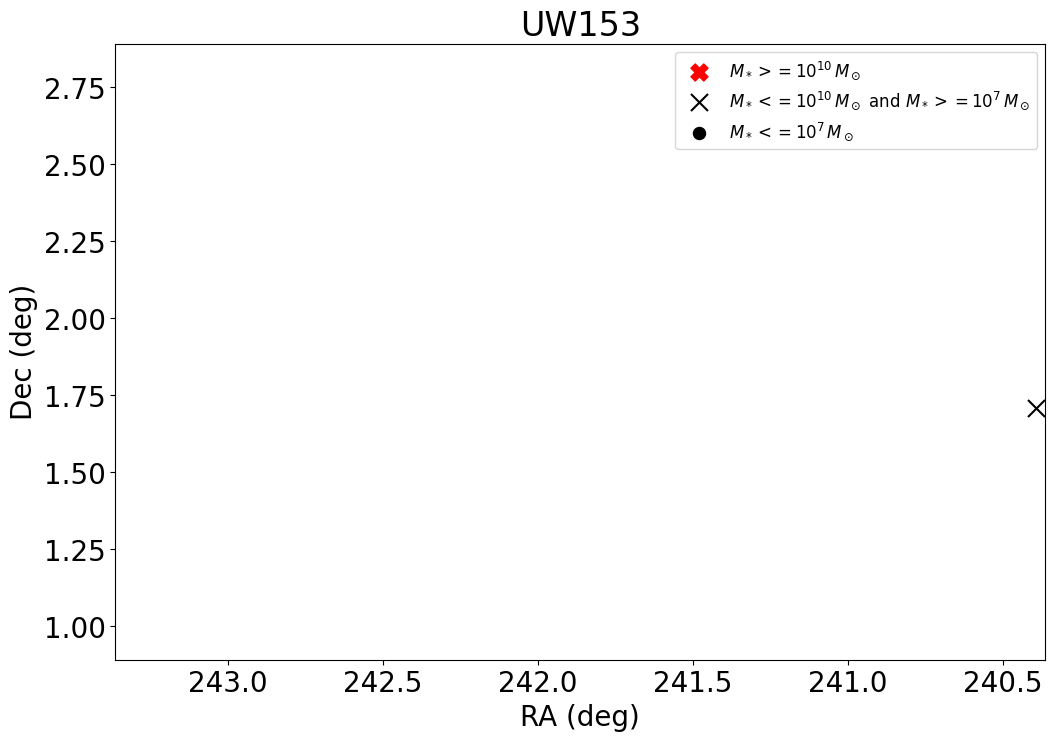 UW153
M* >= 10^10 M⊙
M* <= 10^10 M⊙ and M* >= 10^7 M⊙
M* <= 10^7 M⊙
2.75
2.50
2.25
2.00
1.75
1.50
1.25
1.00
Dec (deg)
243.0 242.5 242.0 241.5 241.0 240.5
RA (deg)